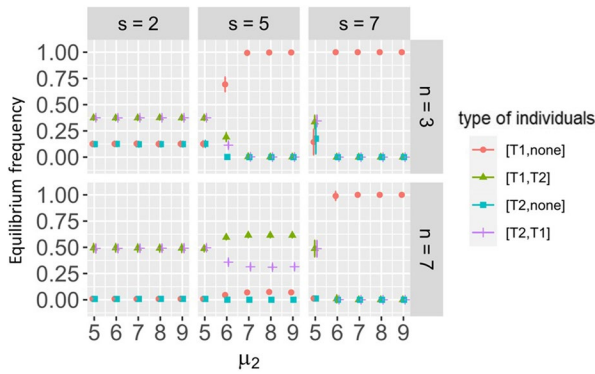 s = 2 s = 5 s = 7
1.00
0.75
0.50
0.25
0.00
n = 3
1.00
0.75
0.50
0.25
0.00
n = 7
Equilibrium frequency
5 6 7 8 9 5 6 7 8 9 5 6 7 8 9
μ2
type of individuals
[T1,none]
[T1,T2]
[T2,none]
[T2,T1]